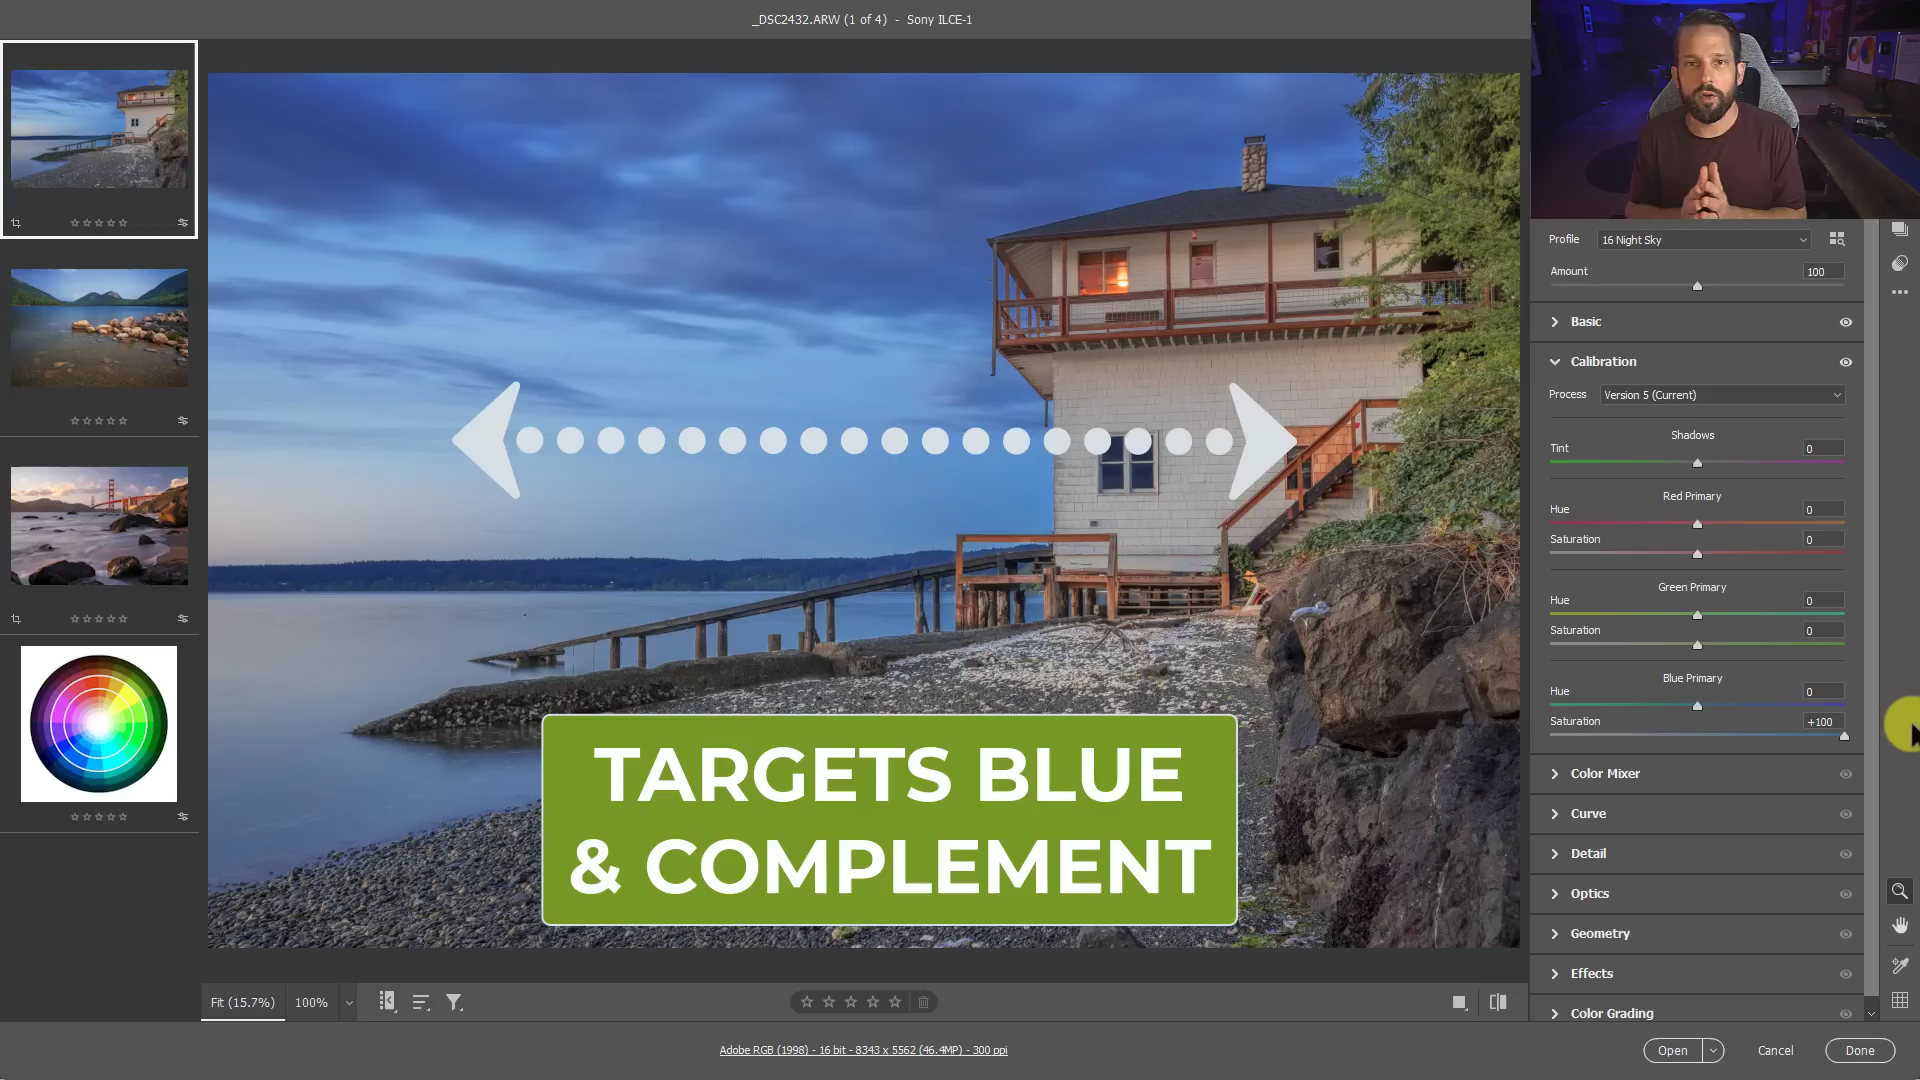 _DSC2432.ARW (1 of 4) - Sony ILCE-1
Profile 16 Night Sky
Amount 100
Basic
Calibration
Process Version 5 (Current)
Shadows
Tint 0
Red Primary
Hue 0
Saturation 0
Green Primary
Hue 0
Saturation 0
Blue Primary
Hue 0
Saturation +100
Color Mixer
Curve
Detail
Optics
Geometry
Effects
Color Grading
TARGETS BLUE
& COMPLEMENT
Fit (15.7%) 100%
Adobe RGB (1998) - 16 bit - 8343 x 5562 (46.4MP) - 300 ppi
Open Cancel Done